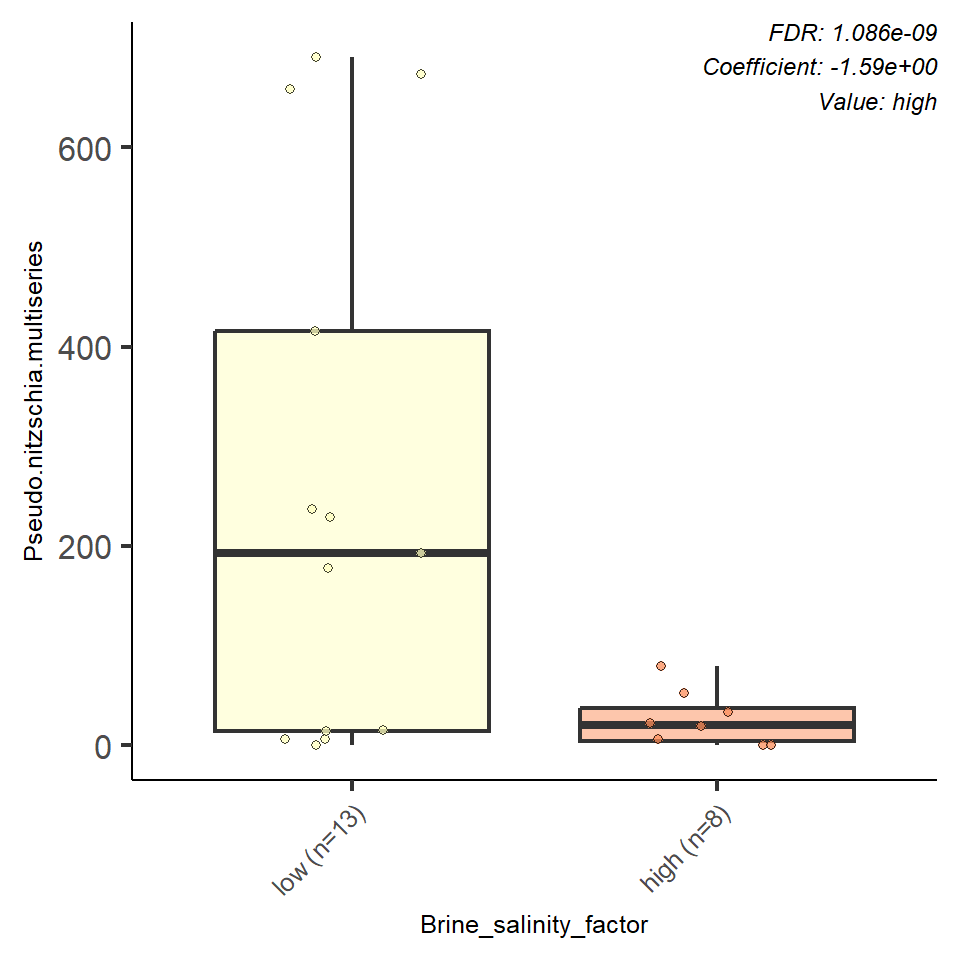 FDR: 1.086e-09
Coefficient: -1.59e+00
Value: high
Pseudo.nitzschia.multiseries
600
400
200
0
low (n=13)
high (n=8)
Brine_salinity_factor